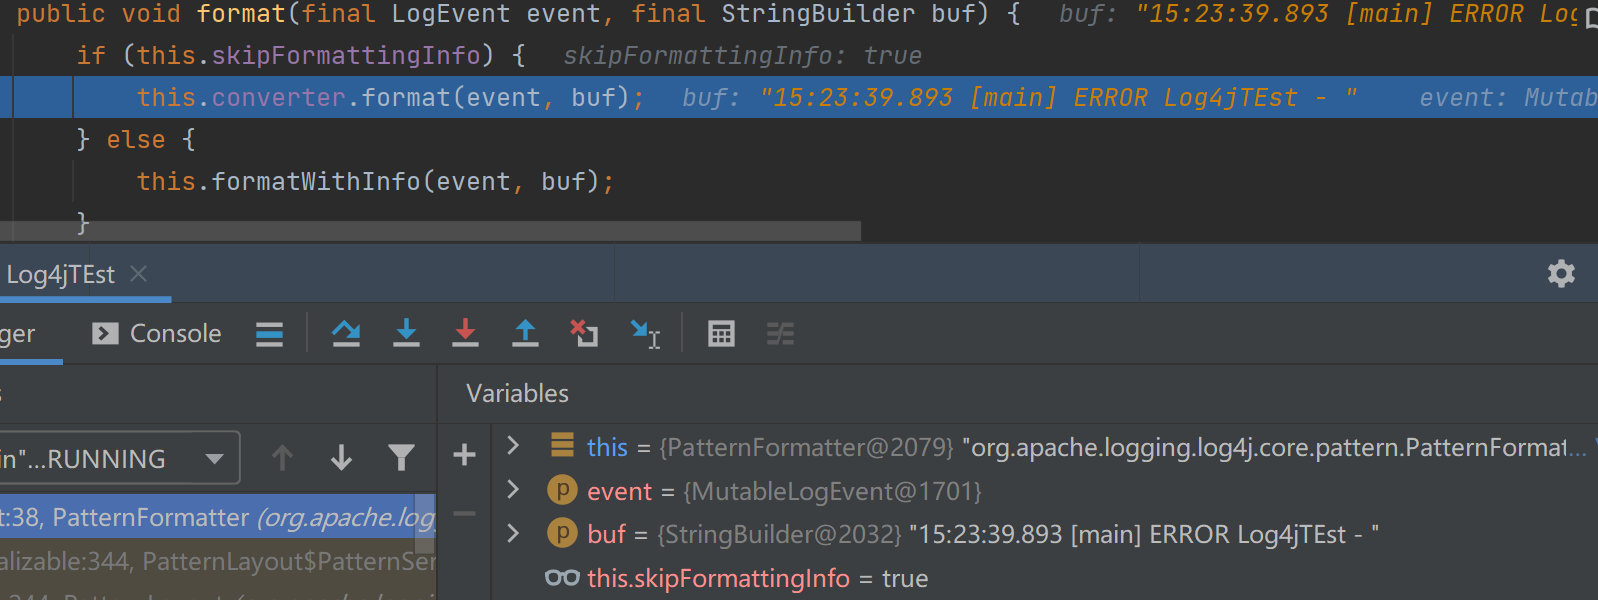 public void format(final LogEvent event, final StringBuilder buf) {   buf: "15:23:39.893 [main] ERROR Log
if (this.skipFormattingInfo) {   skipFormattingInfo: true
this.converter.format(event, buf);   buf: "15:23:39.893 [main] ERROR Log4jTEst - "   event: Mutab
} else {
this.formatWithInfo(event, buf);
}
Log4jTEst
ger   Console
s   Variables
in"...RUNNING
this = {PatternFormatter@2079} "org.apache.logging.log4j.core.pattern.PatternFormat...
event = {MutableLogEvent@1701}
t:38, PatternFormatter (org.apache.log
buf = {StringBuilder@2032} "15:23:39.893 [main] ERROR Log4jTEst - "
alizable:344, PatternLayout$PatternSer
this.skipFormattingInfo = true